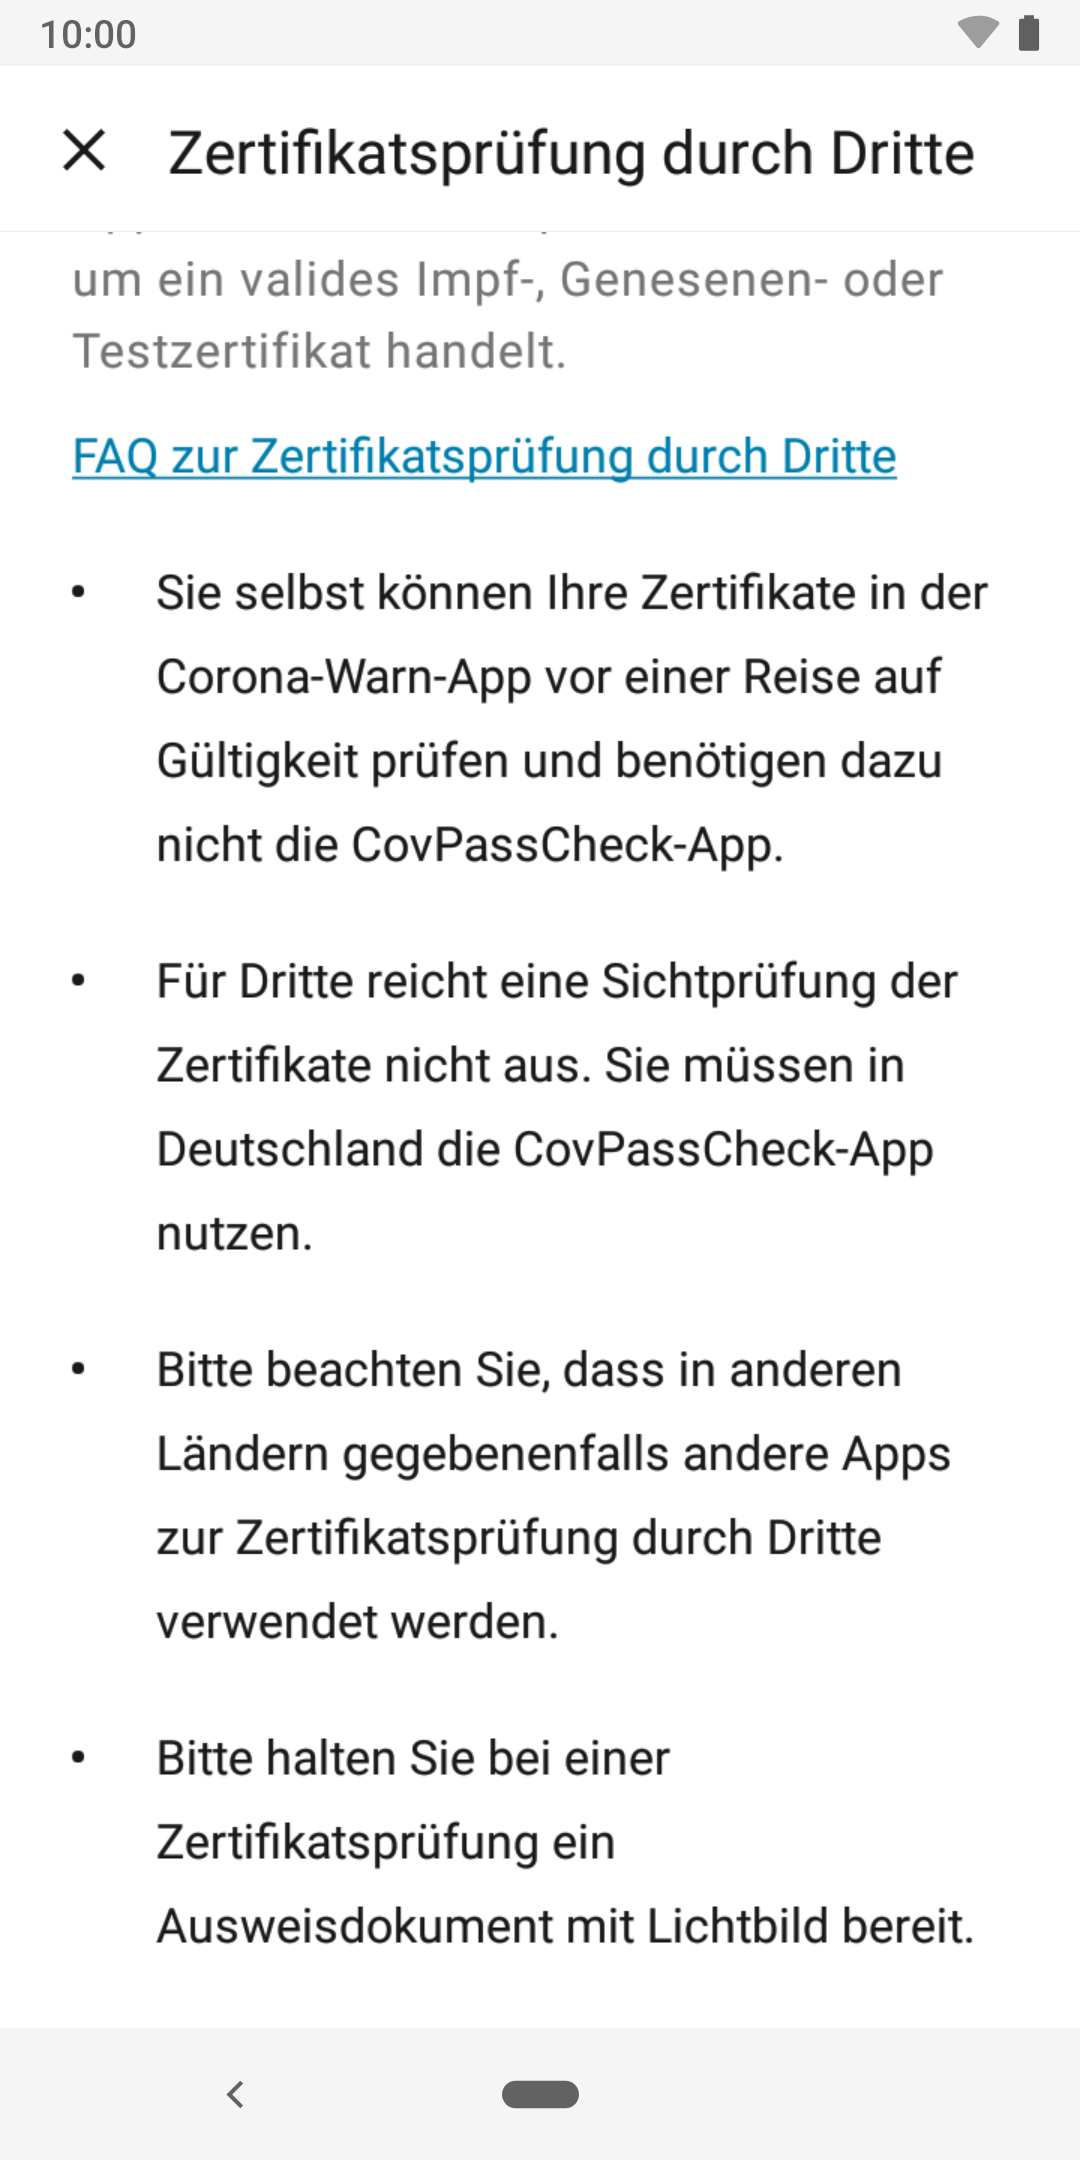 10:00
Zertifikatsprüfung durch Dritte
um ein valides Impf-, Genesenen- oder
Testzertifikat handelt.
FAQ zur Zertifikatsprüfung durch Dritte
• Sie selbst können Ihre Zertifikate in der
Corona-Warn-App vor einer Reise auf
Gültigkeit prüfen und benötigen dazu
nicht die CovPassCheck-App.
• Für Dritte reicht eine Sichtprüfung der
Zertifikate nicht aus. Sie müssen in
Deutschland die CovPassCheck-App
nutzen.
• Bitte beachten Sie, dass in anderen
Ländern gegebenenfalls andere Apps
zur Zertifikatsprüfung durch Dritte
verwendet werden.
• Bitte halten Sie bei einer
Zertifikatsprüfung ein
Ausweisdokument mit Lichtbild bereit.